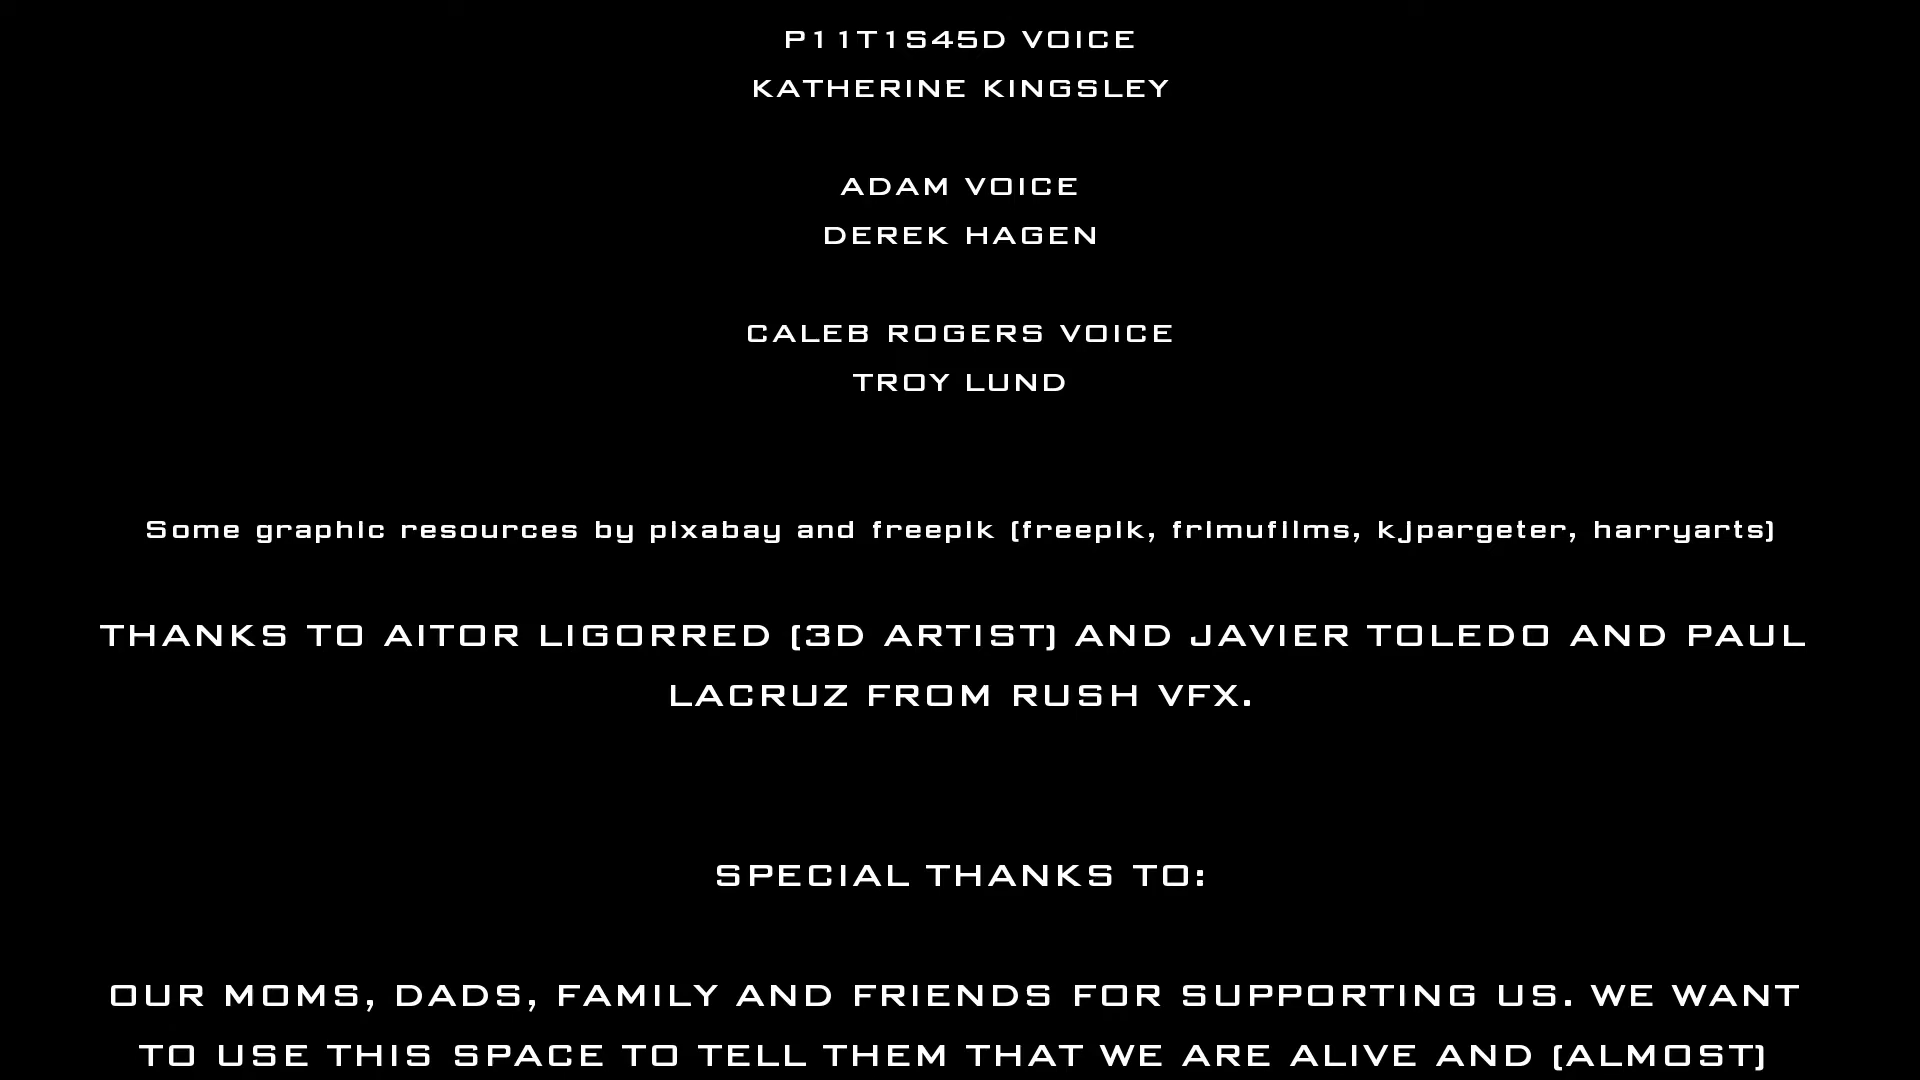 P11T1S45D VOICE
KATHERINE KINGSLEY
ADAM VOICE
DEREK HAGEN
CALEB ROGERS VOICE
TROY LUND
Some graphic resources by pixabay and freepik (freepik, frimufilms, kjpargeter, harryarts)
THANKS TO AITOR LIGORRED (3D ARTIST) AND JAVIER TOLEDO AND PAUL
LACRUZ FROM RUSH VFX.
SPECIAL THANKS TO:
OUR MOMS, DADS, FAMILY AND FRIENDS FOR SUPPORTING US. WE WANT
TO USE THIS SPACE TO TELL THEM THAT WE ARE ALIVE AND (ALMOST)